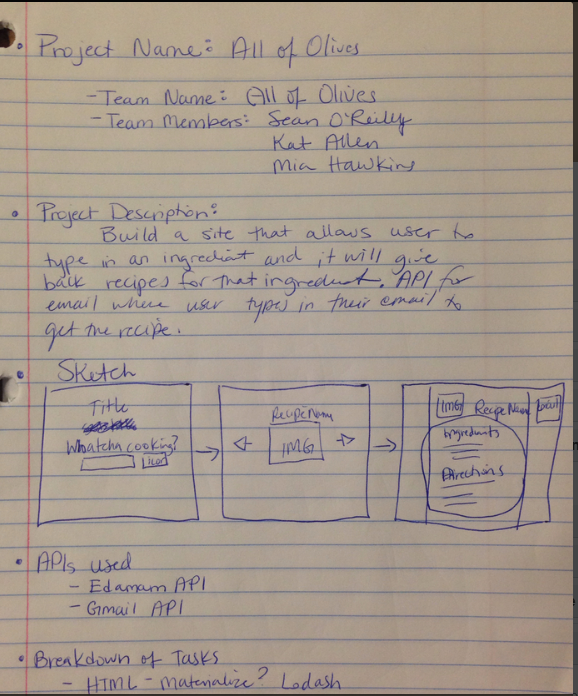 • Project Name: All of Olives
- Team Name: All of Olives
- Team Members: Sean O'Reilly
Kat Allen
Mia Hawkins
• Project Description:
Build a site that allows user to
type in an ingredient and it will give
back recipes for that ingredient. API for
email where user types in their email to
get the recipe.
• Sketch
Title
Whatcha cooking?
Icon
Recipe Name
IMG
IMG Recipe Name
Ingredients
Directions
• APIs used
- Edamam API
- Gmail API
• Breakdown of Tasks
- HTML - Materialize? Lodash